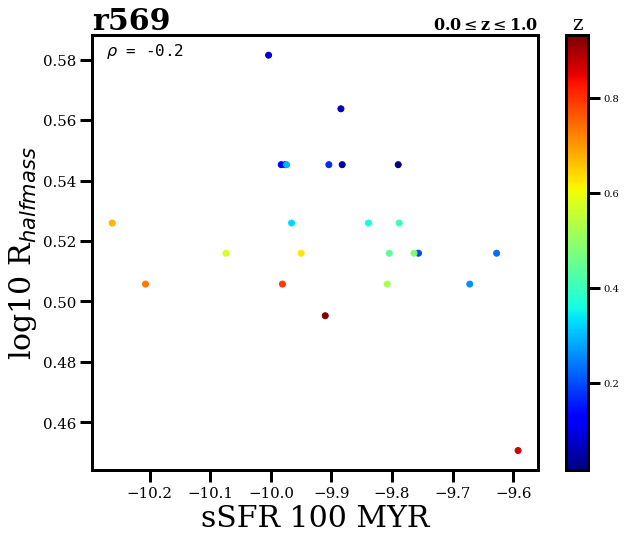 r569
0.0 ≤ z ≤ 1.0
z
ρ = -0.2
0.58
0.56
0.54
0.52
0.50
0.48
0.46
log10 R_halfmass
−10.2 −10.1 −10.0 −9.9 −9.8 −9.7 −9.6
sSFR 100 MYR
0.8
0.6
0.4
0.2